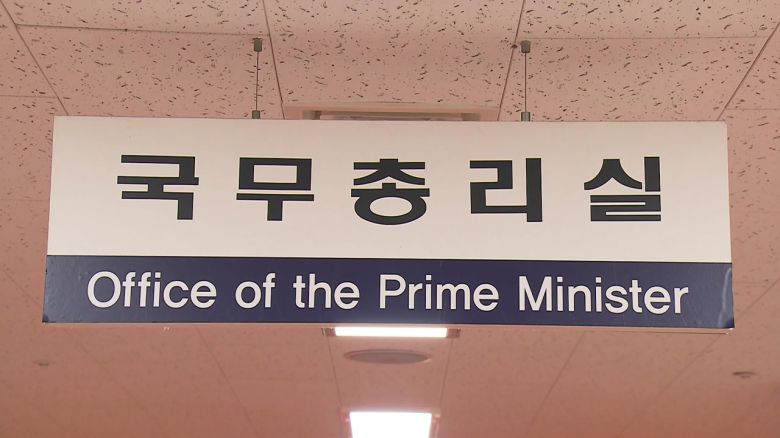 국무총리실
Office of the Prime Minister